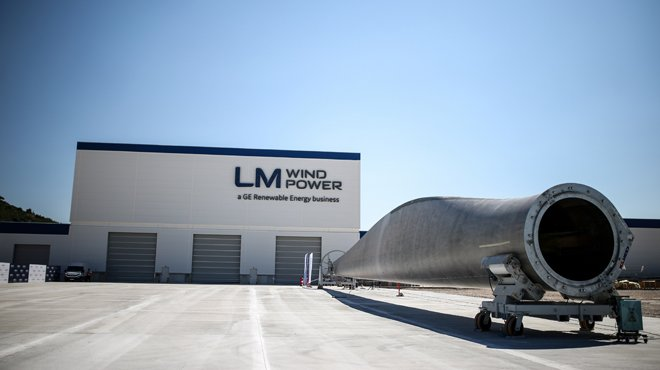 LM WIND
POWER
a GE Renewable Energy business